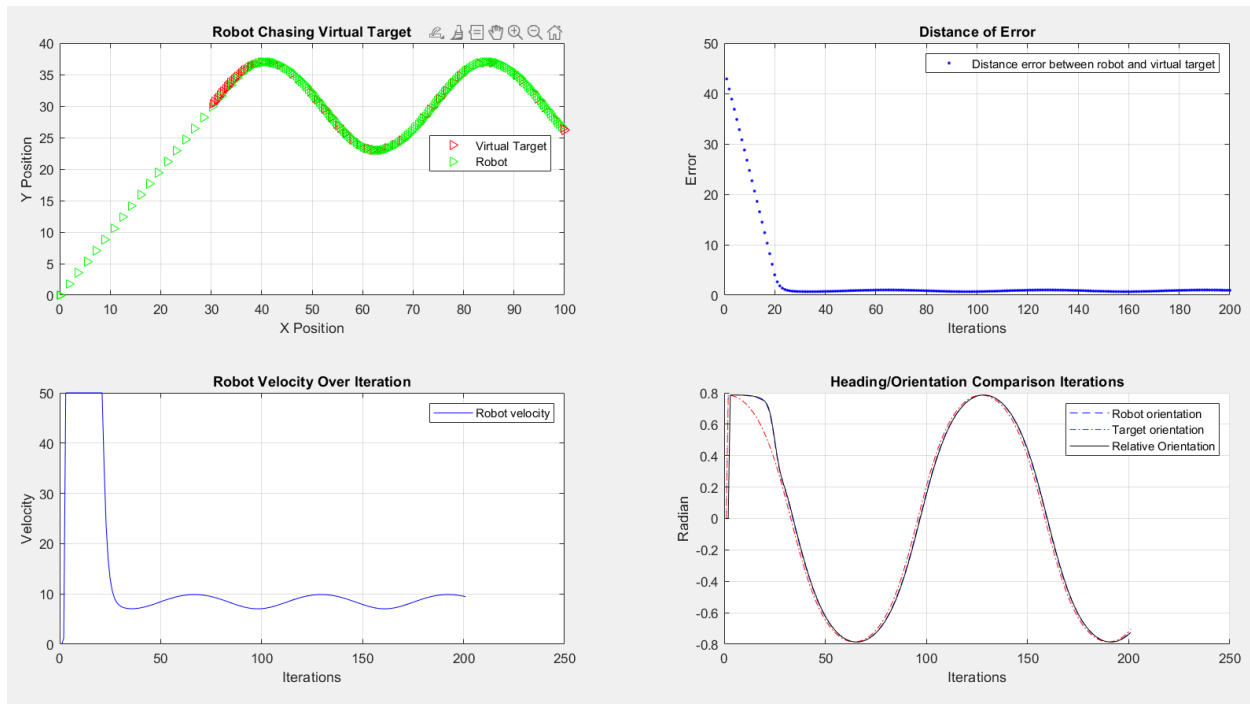 Robot Chasing Virtual Target
40
35
30
25
20
15
10
5
0
Y Position
0 10 20 30 40 50 60 70 80 90 100
X Position
Virtual Target
Robot
Distance of Error
50
40
30
20
10
0
Error
0 20 40 60 80 100 120 140 160 180 200
Iterations
Distance error between robot and virtual target
Robot Velocity Over Iteration
50
40
30
20
10
0
Velocity
0 50 100 150 200 250
Iterations
Robot velocity
Heading/Orientation Comparison Iterations
0.8
0.6
0.4
0.2
0
-0.2
-0.4
-0.6
-0.8
Radian
0 50 100 150 200 250
Iterations
Robot orientation
Target orientation
Relative Orientation